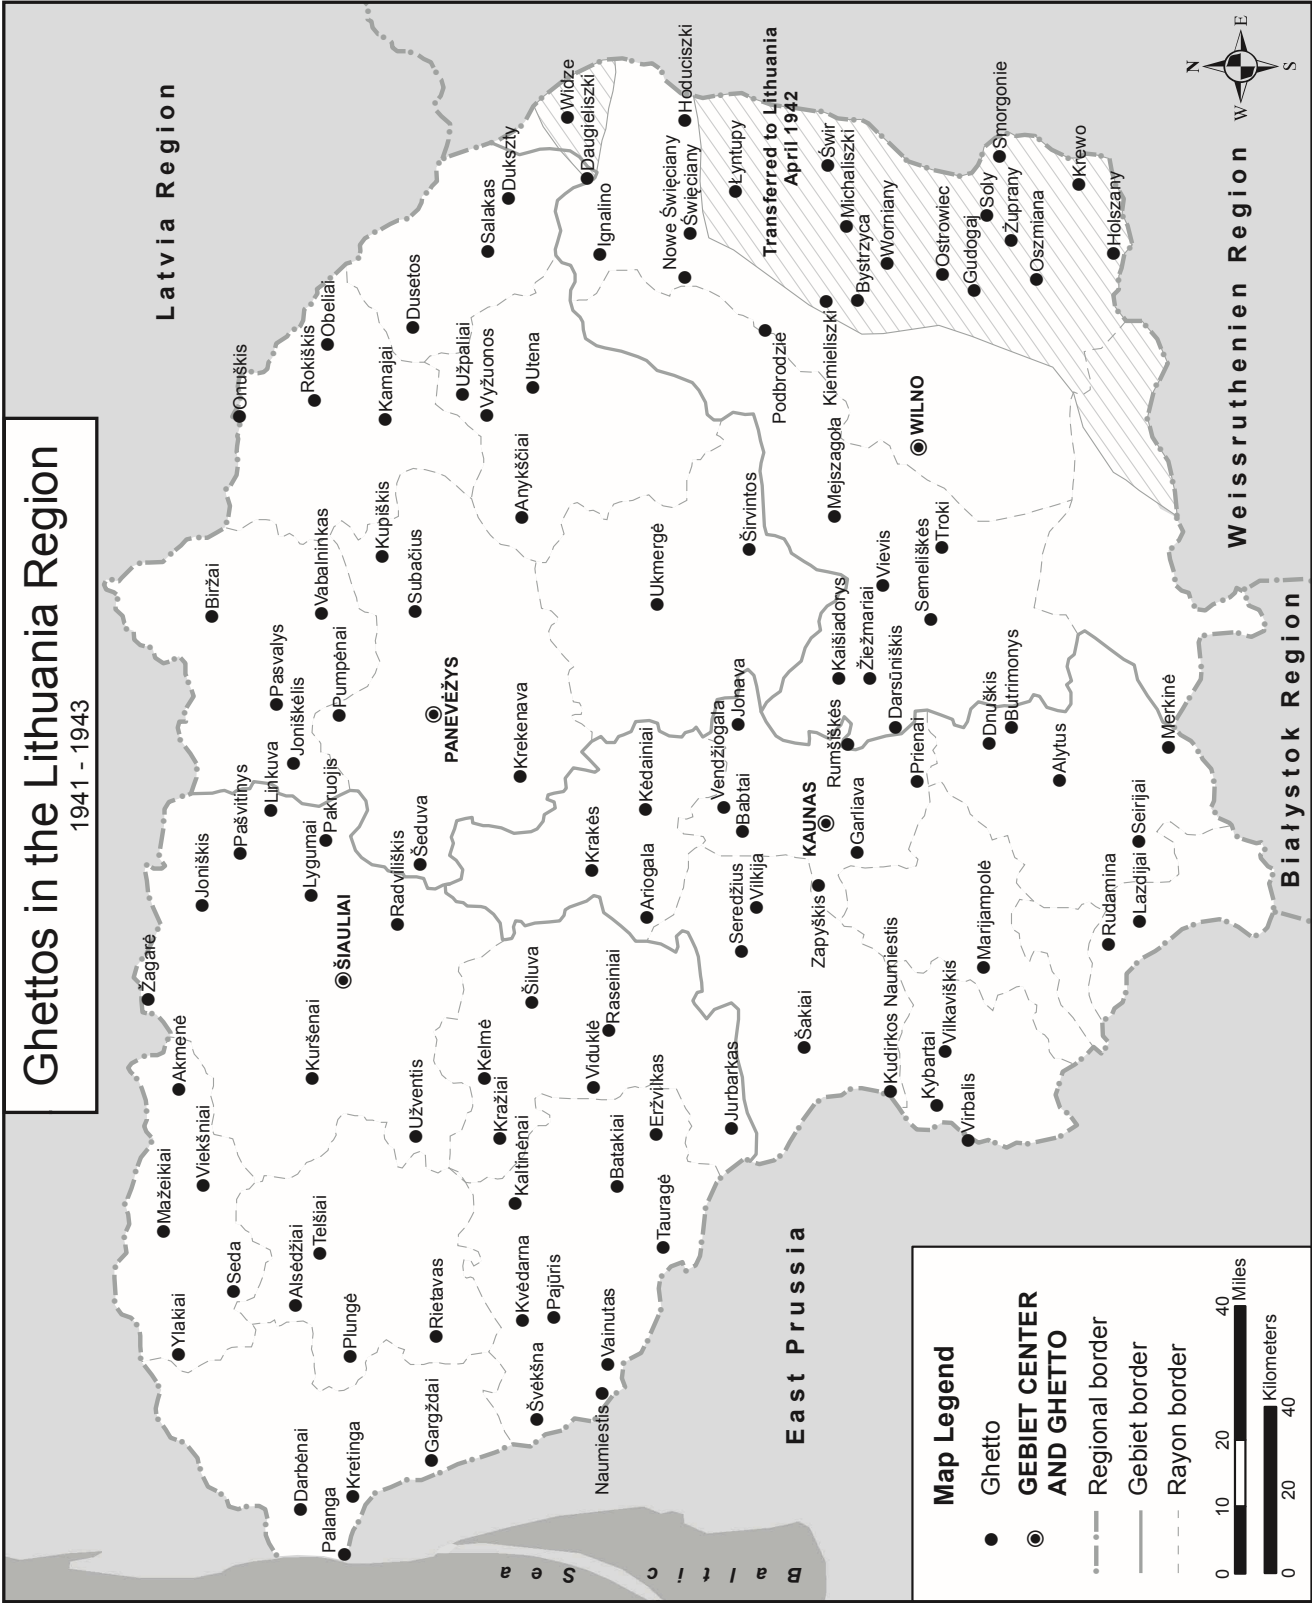 Ghettos in the Lithuania Region
1941 - 1943
Latvia Region
Weissruthenien Region
Białystok Region
East Prussia
Baltic Sea
Transferred to Lithuania
April 1942
N
E
S
W
Palanga
Darbėnai
Kretinga
Gargždai
Švėkšna
Naumiestis
Vainutas
Pajūris
Kvėdarna
Rietavas
Plungė
Alsėdžiai
Telšiai
Seda
Ylakiai
Mažeikiai
Viekšniai
Akmenė
Žagarė
Kuršėnai
ŠIAULIAI
Joniškis
Pašvitinys
Linkuva
Lygumai
Pakruojis
Radviliškis
Šeduva
Užventis
Kelmė
Kražiai
Kaltinėnai
Šiluva
Raseiniai
Viduklė
Batakiai
Eržvilkas
Tauragė
Jurbarkas
Biržai
Pasvalys
Joniškėlis
Vabalninkas
Pumpėnai
Kupiškis
Subačius
PANEVĖŽYS
Krekenava
Onuškis
Rokiškis
Obeliai
Kamajai
Dusetos
Užpaliai
Vyžuonos
Utena
Anykščiai
Salakas
Dukszty
Widze
Daugieliszki
Ignalino
Hoduciszki
Nowe Święciany
Święciany
Łyntupy
Świr
Michaliszki
Bystrzyca
Worniany
Kiemieliszki
Podbrodzie
Ostrowiec
Gudogaj
Soly
Żuprany
Oszmiana
Smorgonie
Krewo
Holszany
Ukmergė
Širvintos
Mejszagoła
WILNO
Troki
Vievis
Semeliškės
Kaišiadorys
Žiežmariai
Darsūniškis
Rumšiškės
Jonava
Vendžiogala
Babtai
Kėdainiai
Krakės
Ariogala
Seredžius
Vilkija
KAUNAS
Garliava
Zapyškis
Prienai
Dnuškis
Butrimonys
Alytus
Merkinė
Seirijai
Lazdijai
Rudamina
Marijampolė
Šakiai
Kudirkos Naumiestis
Kybartai
Vilkaviškis
Virbalis
Map Legend
Ghetto
GEBIET CENTER
AND GHETTO
Regional border
Gebiet border
Rayon border
0 10 20 40
Miles
0 20 40
Kilometers